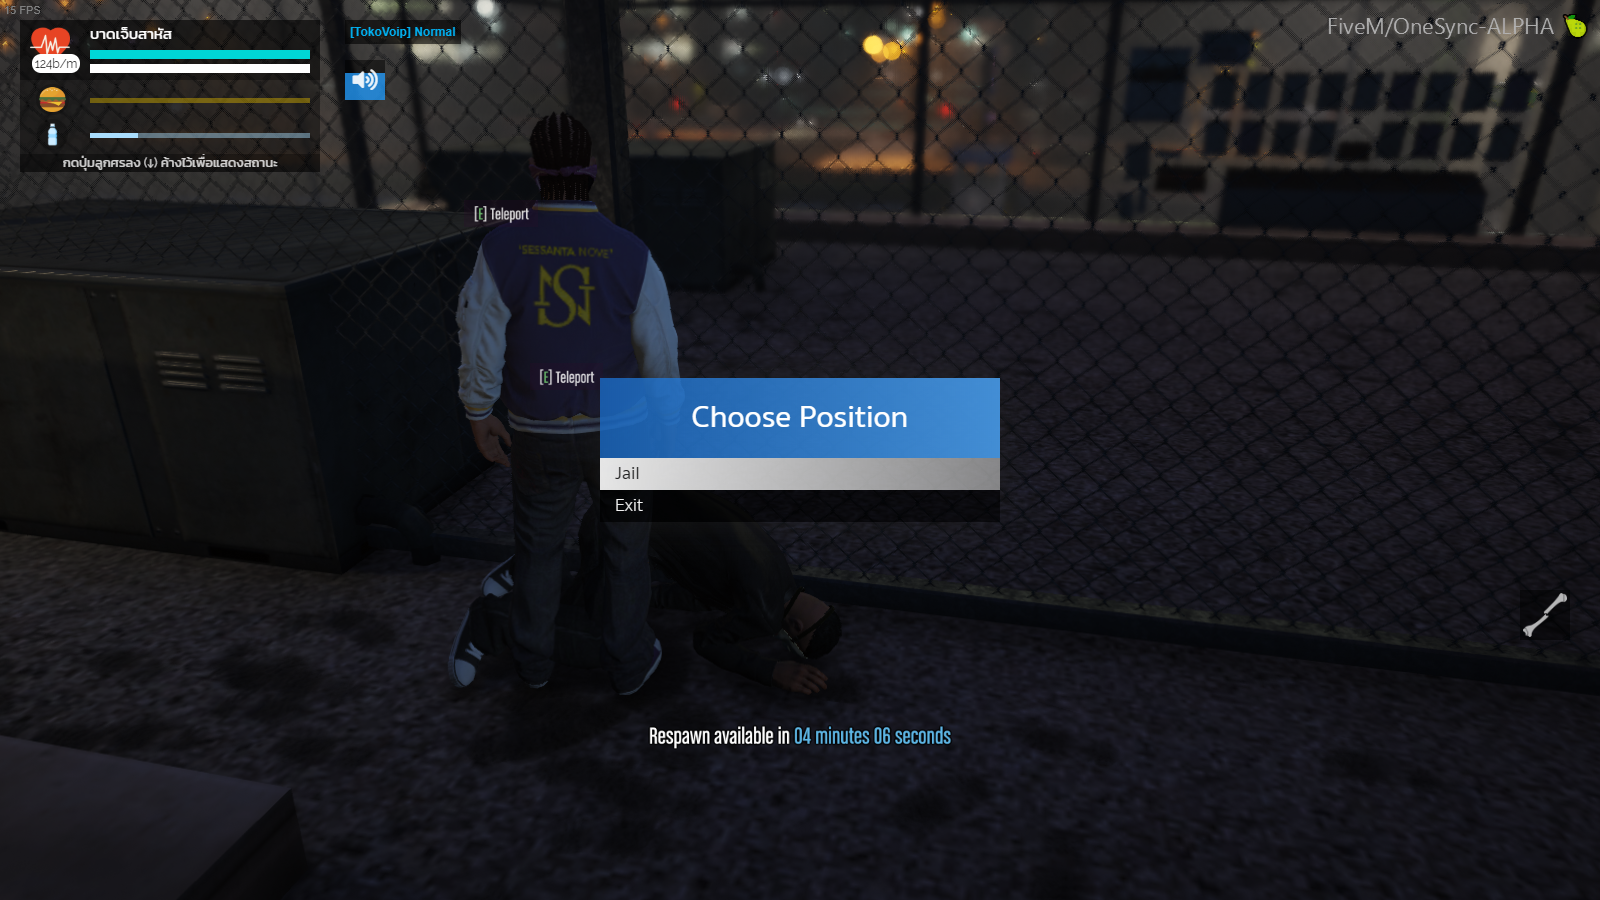 15 FPS
บาดเจ็บสาหัส
124b/m
กดปุ่มลูกศรลง (↓) ค้างไว้เพื่อแสดงสถานะ
[TokoVoip] Normal
FiveM/OneSync-ALPHA
[E] Teleport
"SESSANTA NOVE"
[E] Teleport
Choose Position
Jail
Exit
Respawn available in 04 minutes 06 seconds